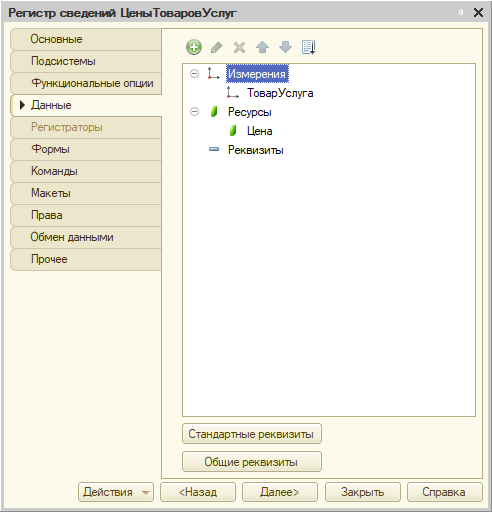 Регистр сведений ЦеныТоваровУслуг
Основные
Подсистемы
Функциональные опции
Данные
Регистраторы
Формы
Команды
Макеты
Права
Обмен данными
Прочее
Измерения
ТоварУслуга
Ресурсы
Цена
Реквизиты
Стандартные реквизиты
Общие реквизиты
Действия
<Назад
Далее>
Закрыть
Справка